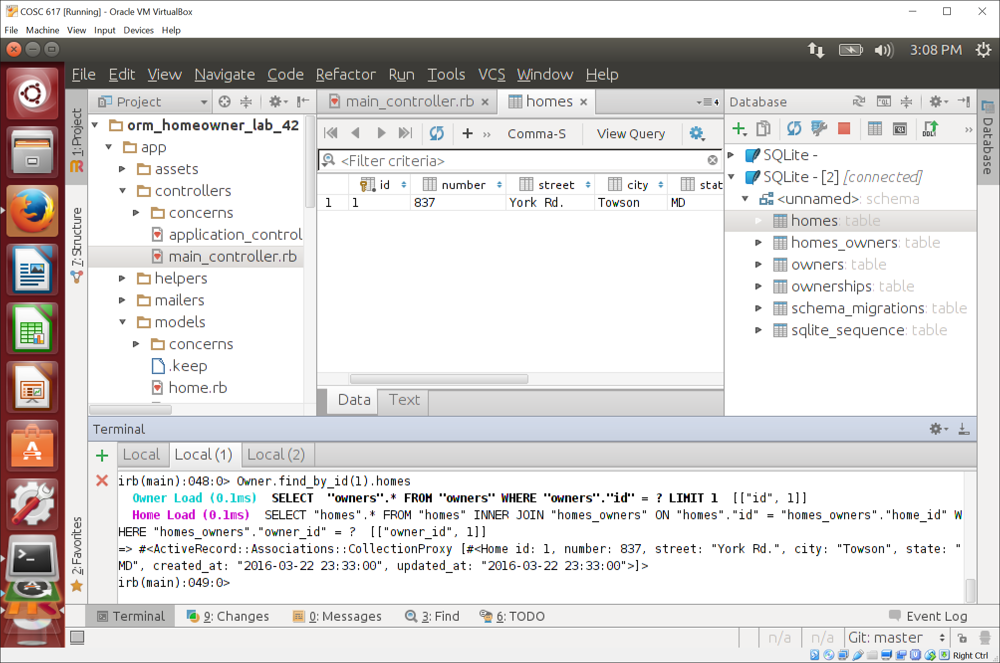 COSC 617 [Running] - Oracle VM VirtualBox
File Machine View Input Devices Help
3:08 PM
File Edit View Navigate Code Refactor Run Tools VCS Window Help
1: Project
7: Structure
2: Favorites
Project
orm_homeowner_lab_42
app
assets
controllers
concerns
application_control
main_controller.rb
helpers
mailers
models
concerns
.keep
home.rb
main_controller.rb
homes
4
Comma-S
View Query
<Filter criteria>
id number street city stat
1 1 837 York Rd. Towson MD
Data Text
Database
SQLite -
SQLite - [2] [connected]
<unnamed>: schema
homes: table
homes_owners: table
owners: table
ownerships: table
schema_migrations: table
sqlite_sequence: table
Database
Terminal
Local Local (1) Local (2)
irb(main):048:0> Owner.find_by_id(1).homes
Owner Load (0.1ms)  SELECT  "owners".* FROM "owners" WHERE "owners"."id" = ? LIMIT 1  [["id", 1]]
Home Load (0.1ms)  SELECT "homes".* FROM "homes" INNER JOIN "homes_owners" ON "homes"."id" = "homes_owners"."home_id" W
HERE "homes_owners"."owner_id" = ?  [["owner_id", 1]]
=> #<ActiveRecord::Associations::CollectionProxy [#<Home id: 1, number: 837, street: "York Rd.", city: "Towson", state: "
MD", created_at: "2016-03-22 23:33:00", updated_at: "2016-03-22 23:33:00">]>
irb(main):049:0>
Terminal 9: Changes 0: Messages 3: Find 6: TODO Event Log
n/a n/a Git: master
Right Ctrl